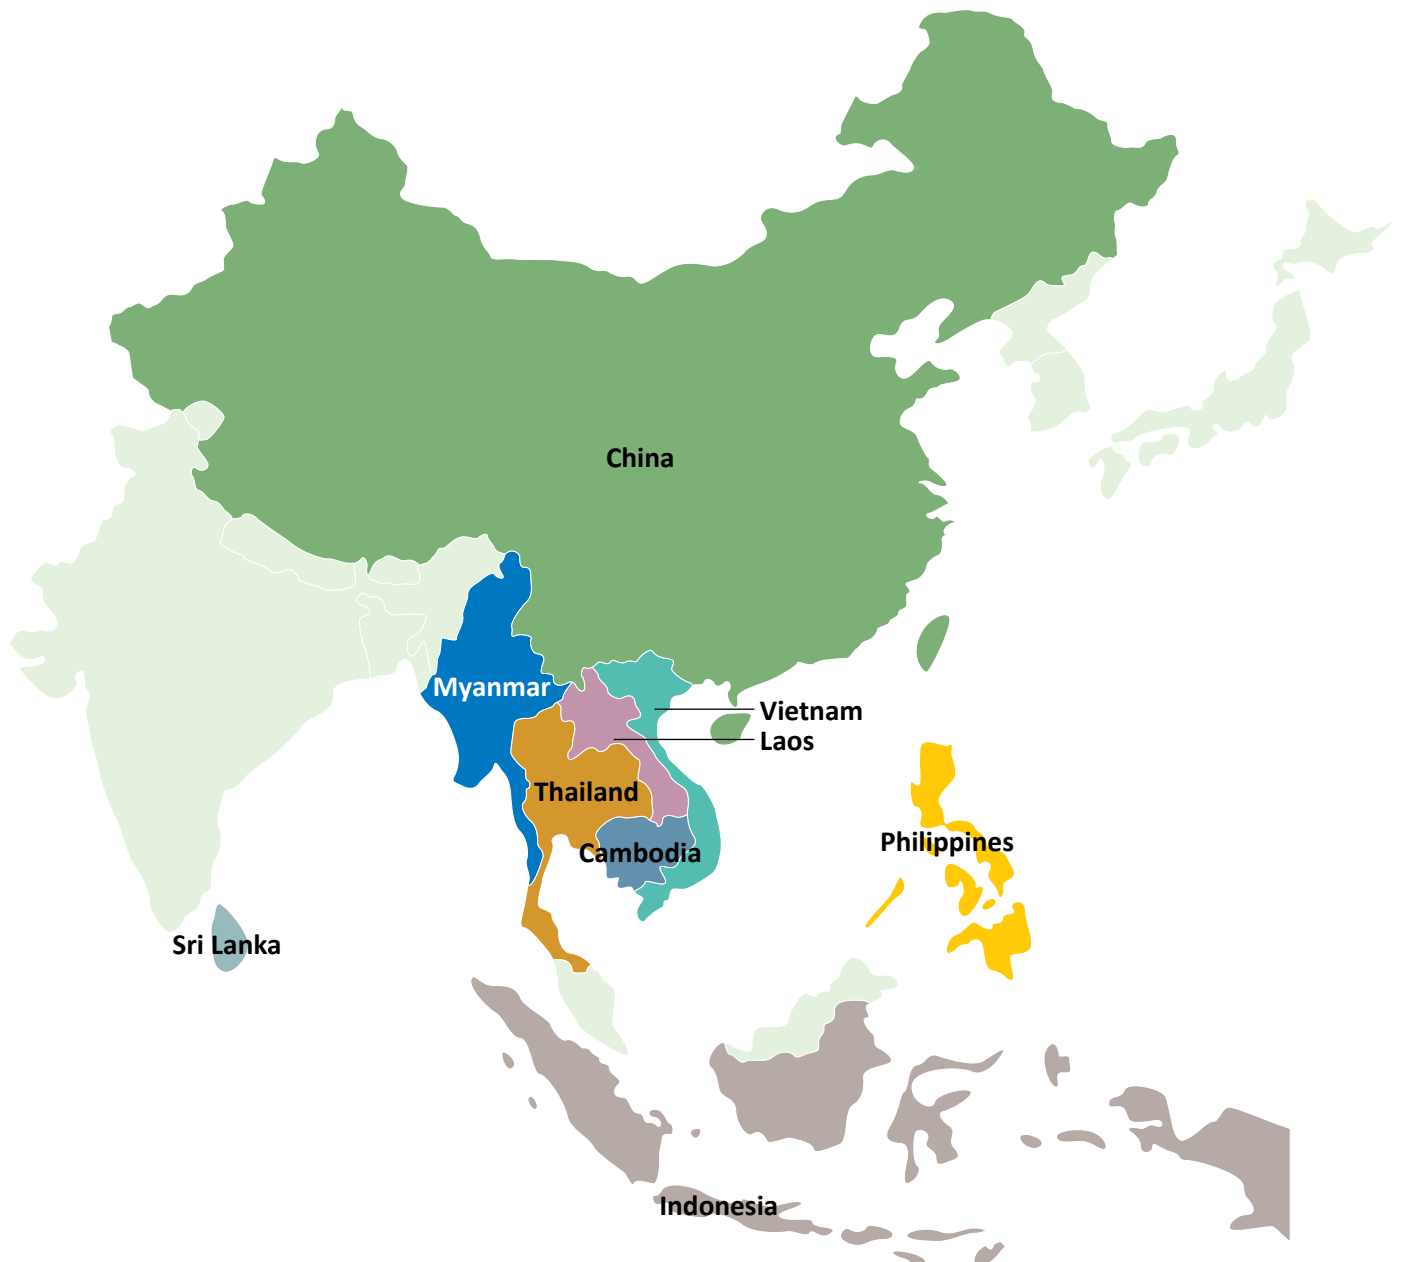 China
Myanmar
Vietnam
Laos
Thailand
Philippines
Cambodia
Sri Lanka
Indonesia